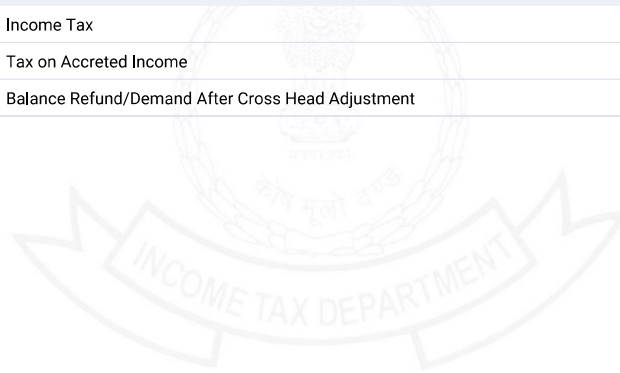 Income Tax
Tax on Accreted Income
Balance Refund/Demand After Cross Head Adjustment
कोष मूलो दण्डः
INCOME TAX DEPARTMENT